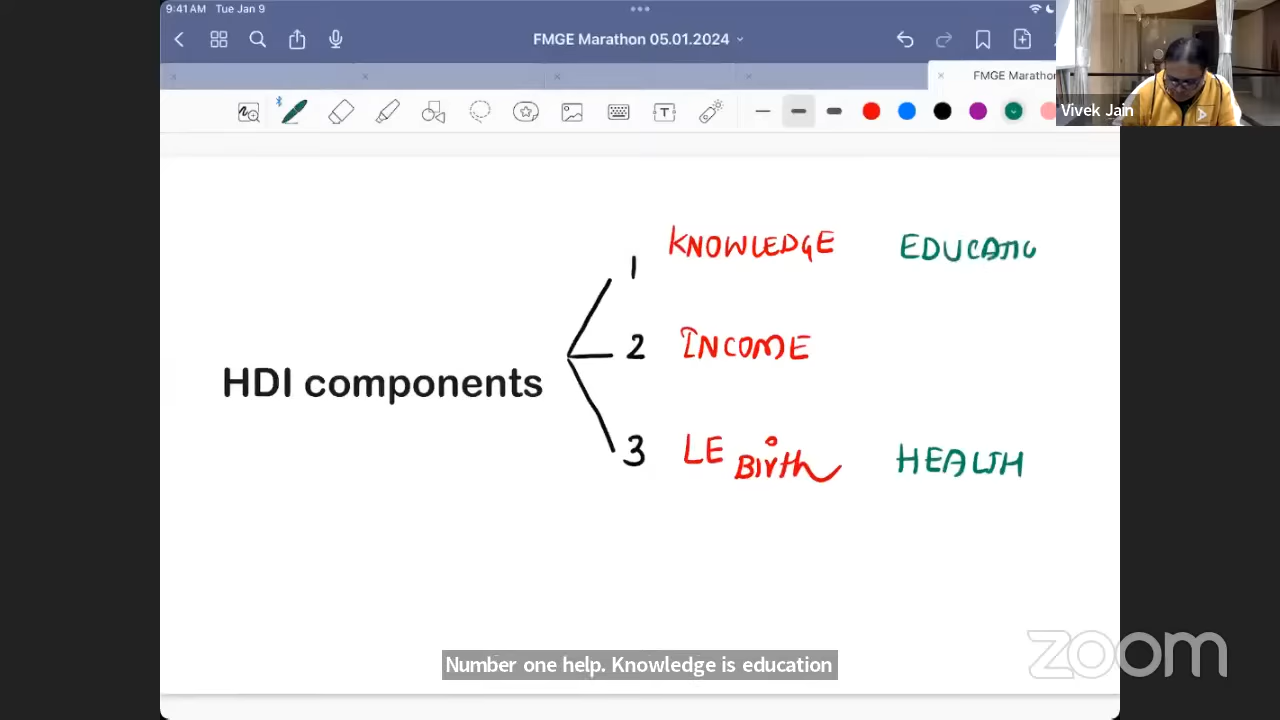 9:41 AM Tue Jan 9
FMGE Marathon 05.01.2024
FMGE Marathon
T
Vivek Jain
1 KNOWLEDGE EDUCATIO
2 INCOME
HDI components
3 LE Birth HEALTH
Number one help. Knowledge is education
zoom